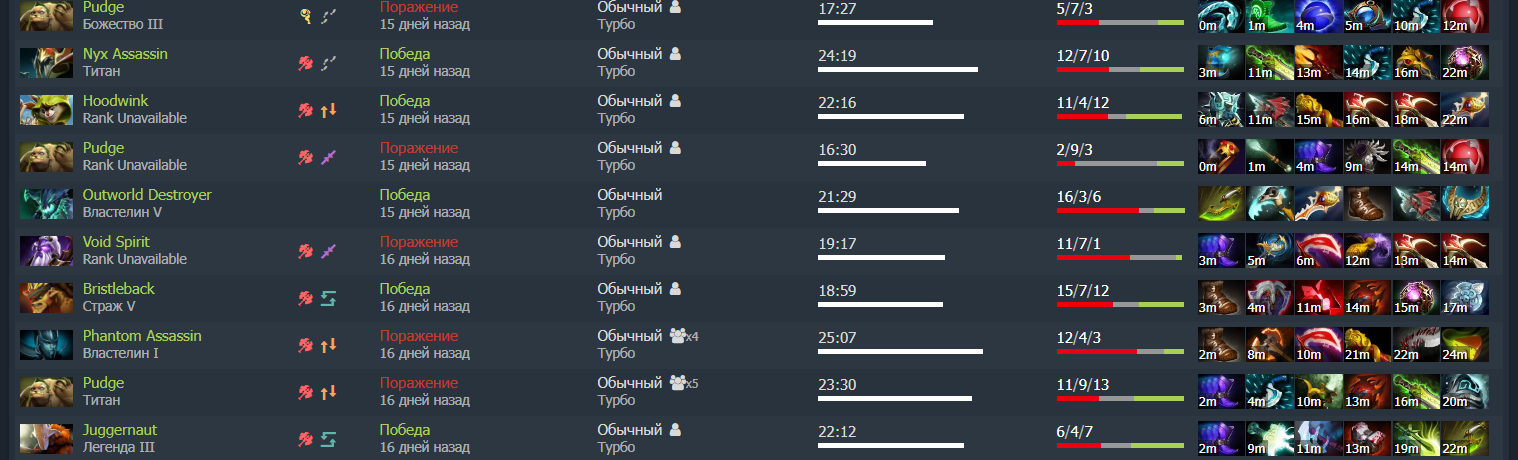 Pudge Поражение Обычный 17:27 5/7/3
Божество III 15 дней назад Турбо 0m 1m 4m 5m 10m 12m
Nyx Assassin Победа Обычный 24:19 12/7/10
Титан 15 дней назад Турбо 3m 11m 13m 14m 16m 22m
Hoodwink Победа Обычный 22:16 11/4/12
Rank Unavailable 15 дней назад Турбо 6m 11m 15m 16m 18m 22m
Pudge Поражение Обычный 16:30 2/9/3
Rank Unavailable 15 дней назад Турбо 0m 1m 4m 9m 14m 14m
Outworld Destroyer Победа Обычный 21:29 16/3/6
Властелин V 15 дней назад Турбо
Void Spirit Поражение Обычный 19:17 11/7/1
Rank Unavailable 16 дней назад Турбо 3m 5m 6m 12m 13m 14m
Bristleback Победа Обычный 18:59 15/7/12
Страж V 16 дней назад Турбо 3m 4m 11m 14m 15m 17m
Phantom Assassin Поражение Обычный x4 25:07 12/4/3
Властелин I 16 дней назад Турбо 2m 8m 10m 21m 22m 24m
Pudge Поражение Обычный x5 23:30 11/9/13
Титан 16 дней назад Турбо 2m 4m 10m 13m 16m 20m
Juggernaut Победа Обычный 22:12 6/4/7
Легенда III 16 дней назад Турбо 2m 9m 11m 13m 19m 22m